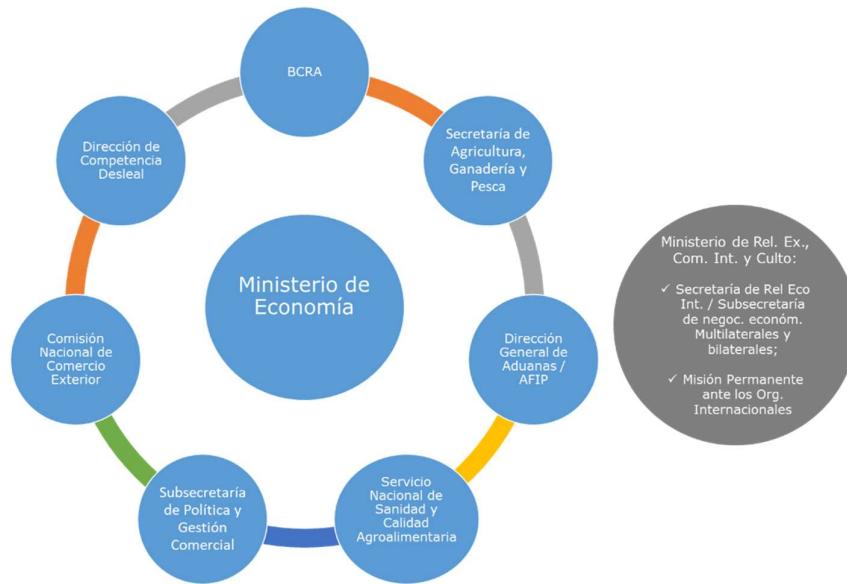 BCRA
Secretaría de
Agricultura,
Ganadería y
Pesca
Dirección
General de
Aduanas /
AFIP
Servicio
Nacional de
Sanidad y
Calidad
Agroalimentaria
Subsecretaría
de Política y
Gestión
Comercial
Comisión
Nacional de
Comercio
Exterior
Dirección de
Competencia
Desleal
Ministerio de
Economía
Ministerio de Rel. Ex.,
Com. Int. y Culto:
✓ Secretaría de Rel Eco
Int. / Subsecretaría
de negoc. económ.
Multilaterales y
bilaterales;
✓ Misión Permanente
ante los Org.
Internacionales